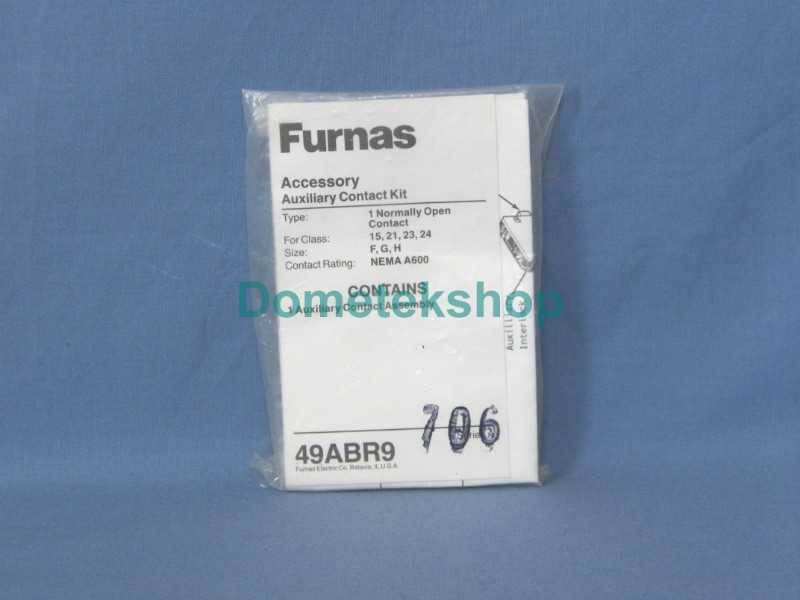 Furnas
Accessory
Auxiliary Contact Kit
Type: 1 Normally Open
Contact
For Class: 15, 21, 23, 24
Size: F, G, H
Contact Rating: NEMA A600
CONTAINS
Dometekshop
1 Auxiliary Contact Assembly
Interlock
706
49ABR9
Furnas Electric Co. Batavia, IL U.S.A.